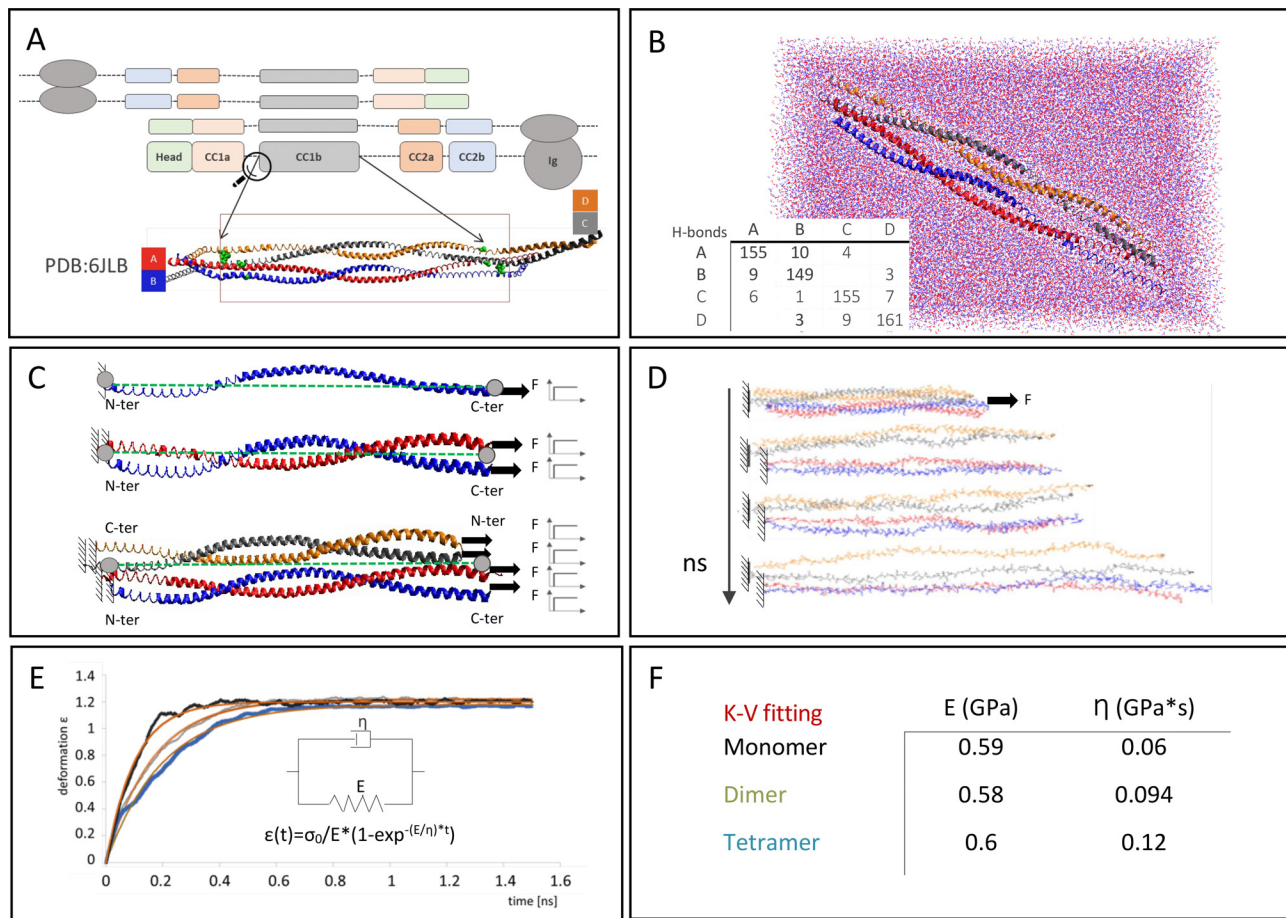 A
Head
CC1a
CC1b
CC2a
CC2b
Ig
D
C
PDB:6JLB
A
B
B
H-bonds A B C D
A 155 10 4
B 9 149 3
C 6 1 155 7
D 3 9 161
C
N-ter
C-ter
F
F
F
N-ter
C-ter
C-ter
N-ter
F
F
F
F
N-ter
C-ter
D
F
ns
E
deformation ε
1.4
1.2
1
0.8
0.6
0.4
0.2
0
0 0.2 0.4 0.6 0.8 1 1.2 1.4 1.6
time [ns]
η
E
ε(t)=σ₀/E*(1-exp⁻⁽ᴱ/η⁾*ᵗ)
F
K-V fitting E (GPa) η (GPa*s)
Monomer 0.59 0.06
Dimer 0.58 0.094
Tetramer 0.6 0.12